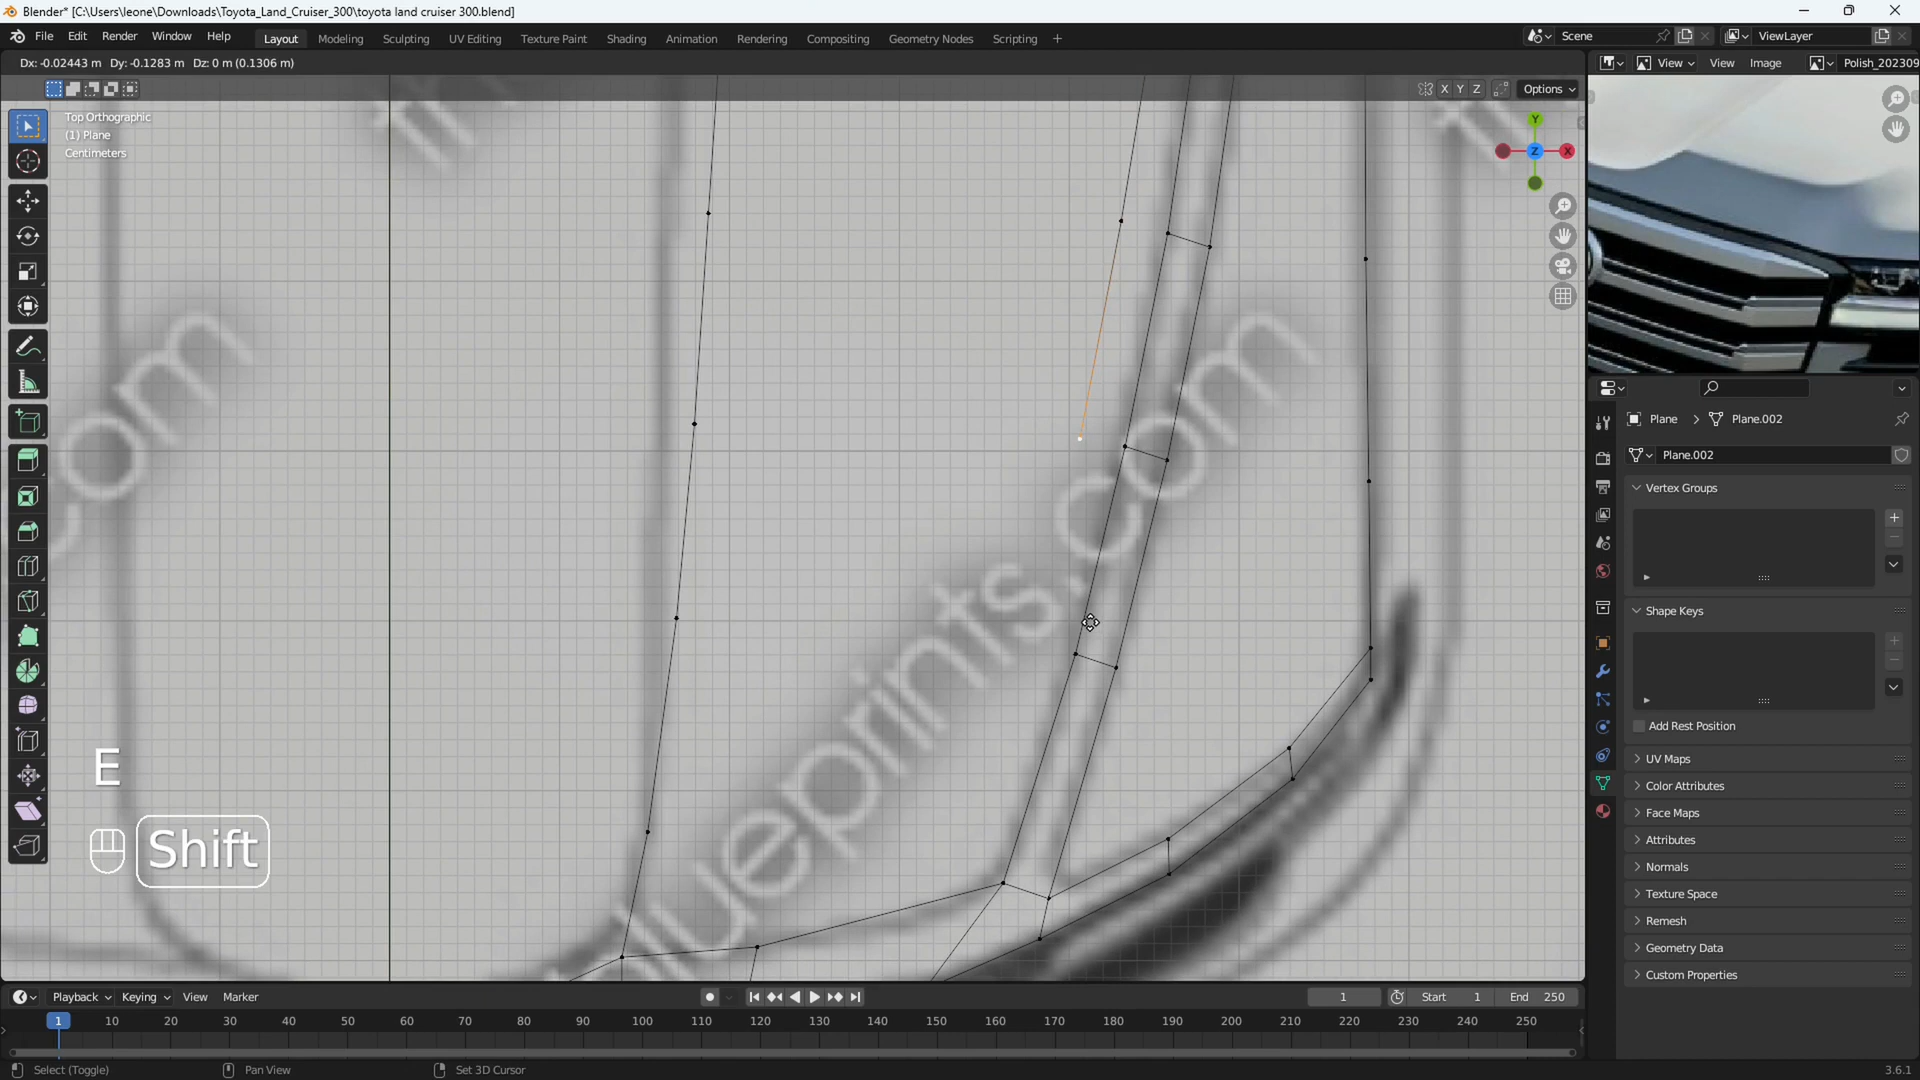 Blender* [C:\Users\leone\Downloads\Toyota_Land_Cruiser_300\toyota land cruiser 300.blend]
File Edit Render Window Help Layout Modeling Sculpting UV Editing Texture Paint Shading Animation Rendering Compositing Geometry Nodes Scripting + Scene ViewLayer
Dx: -0.02443 m Dy: -0.1283 m Dz: 0 m (0.1306 m)
View View Image Polish_202309
X Y Z Options
Top Orthographic
(1) Plane
Centimeters
Y
Z X
com
blueprints.com
E
Shift
Plane > Plane.002
Plane.002
Vertex Groups
Shape Keys
Add Rest Position
UV Maps
Color Attributes
Face Maps
Attributes
Normals
Texture Space
Remesh
Geometry Data
Custom Properties
Playback Keying View Marker 1 Start 1 End 250
1 10 20 30 40 50 60 70 80 90 100 110 120 130 140 150 160 170 180 190 200 210 220 230 240 250
Select (Toggle) Pan View Set 3D Cursor 3.6.1